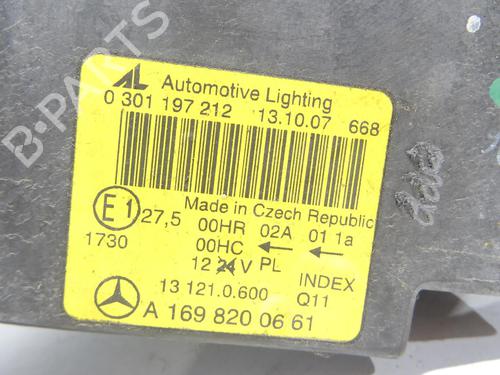 B-PARTS
AL Automotive Lighting
0 301 197 212 13.10.07 668
Made in Czech Republic
E1 27,5 00HR 02A 01 1a
1730 00HC ← ←
12 24 V PL
13 121.0.600 INDEX Q11
A 169 820 06 61